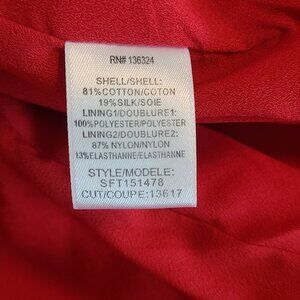 RN# 136324
SHELL/SHELL:
81%COTTON/COTON
19%SILK/SOIE
LINING1/DOUBLURE1:
100%POLYESTER/POLYESTER
LINING2/DOUBLURE2:
87% NYLON/NYLON
13%ELASTHANNE/ELASTHANNE
STYLE/MODELE:
SFT151478
CUT/COUPE:13617